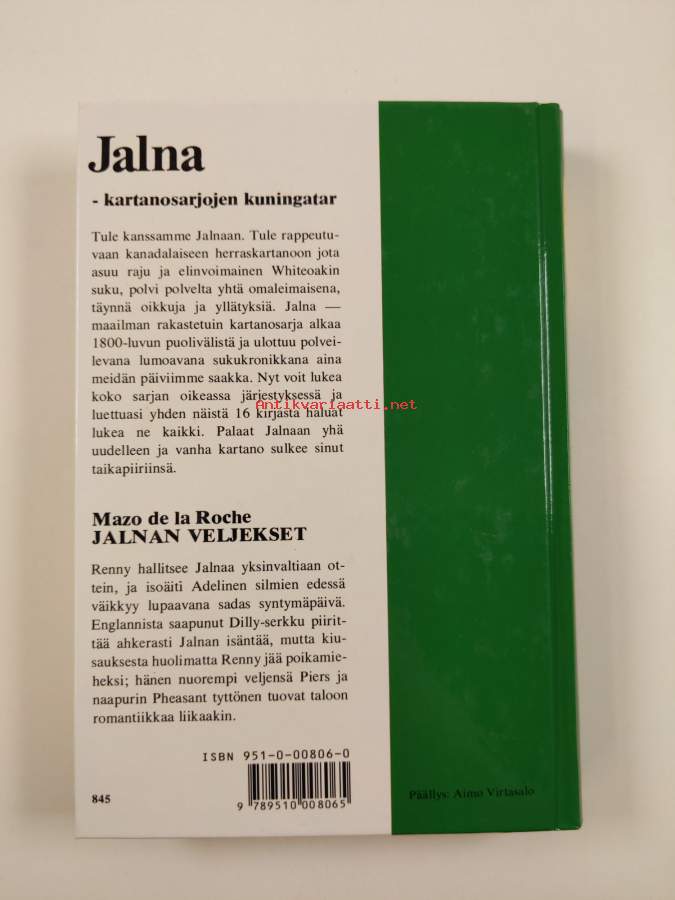 Jalna
- kartanosarjojen kuningatar
Tule kanssamme Jalnaan. Tule rappeutu-
vaan kanadalaiseen herraskartanoon jota
asuu raju ja elinvoimainen Whiteoakin
suku, polvi polvelta yhtä omaleimaisena,
täynnä oikkuja ja yllätyksiä. Jalna —
maailman rakastetuin kartanosarja alkaa
1800-luvun puolivälistä ja ulottuu polvei-
levana lumoavana sukukronikkana aina
meidän päiviimme saakka. Nyt voit lukea
koko sarjan oikeassa järjestyksessä ja
Antikvariaatti.net
luettuasi yhden näistä 16 kirjasta haluat
lukea ne kaikki. Palaat Jalnaan yhä
uudelleen ja vanha kartano sulkee sinut
taikapiiriinsä.
Mazo de la Roche
JALNAN VELJEKSET
Renny hallitsee Jalnaa yksinvaltiaan ot-
tein, ja isoäiti Adelinen silmien edessä
väikkyy lupaavana sadas syntymäpäivä.
Englannista saapunut Dilly-serkku piirit-
tää ahkerasti Jalnan isäntää, mutta kiu-
sauksesta huolimatta Renny jää poikamie-
heksi; hänen nuorempi veljensä Piers ja
naapurin Pheasant tyttönen tuovat taloon
romantiikkaa liikaakin.
ISBN 951-0-00806-0
9 789510 008065
845
Päällys: Aimo Virtasalo